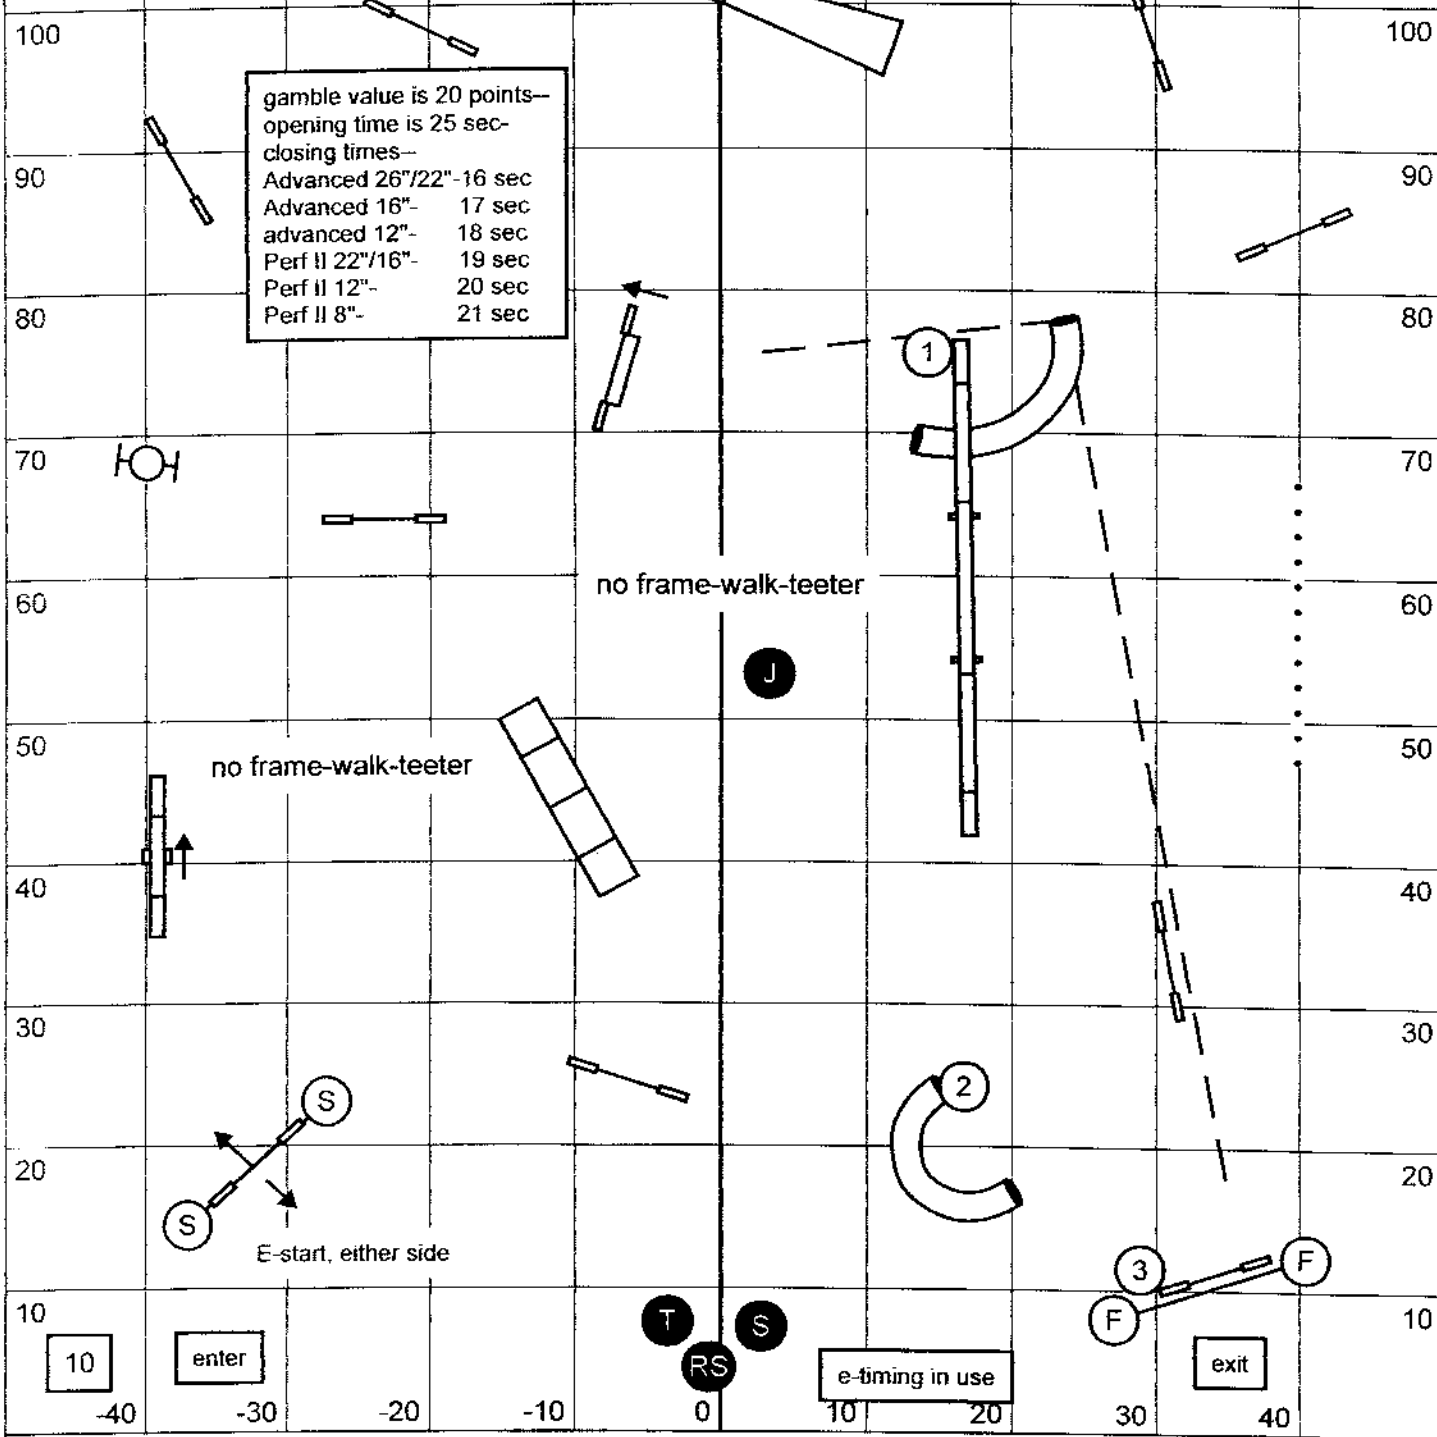 100
100
gamble value is 20 points--
opening time is 25 sec-
closing times--
Advanced 26"/22"-16 sec
Advanced 16"- 17 sec
advanced 12"- 18 sec
Perf II 22"/16"- 19 sec
Perf II 12"- 20 sec
Perf II 8"- 21 sec
90
90
80
80
1
70
70
no frame-walk-teeter
60
60
J
50
50
no frame-walk-teeter
40
40
30
30
S
2
20
20
S
E-start, either side
3
F
F
10
10
T
S
RS
10
enter
e-timing in use
exit
-40
-30
-20
-10
0
10
20
30
40